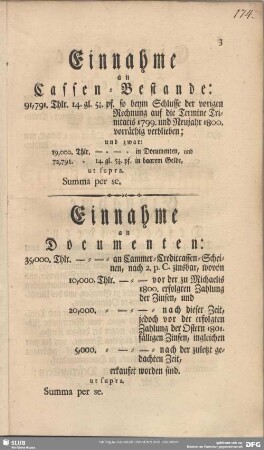 174.
3
Einnahme
an
Cassen-Bestande:
91,791. Thlr. 14. gl. 5¼. pf. so beym Schlusse der vorigen
Rechnung auf die Termine Tri-
nitatis 1799. und Neujahr 1800.
vorräthig verblieben;
und zwar:
19,000. Thlr. — - — - — in Documenten, und
72,791. - 14. gl. 5¼. pf. in baarem Gelde,
ut supra.
Summa per se.
Einnahme
an
Documenten:
35,000. Thlr. — - — - an Cammer-Creditcassen-Schei-
nen, nach 2. p. C. zinsbar, wovon
10,000. Thlr. — - — vor der zu Michaelis
1800. erfolgten Zahlung
der Zinsen, und
20,000. - — - — nach dieser Zeit,
jedoch vor der erfolgten
Zahlung der Ostern 1801.
fälligen Zinsen, ingleichen
5,000. - — - — nach der zuletzt ge-
dachten Zeit,
erkaufet worden sind.
ut supra.
Summa per se.
SLUB
DFG